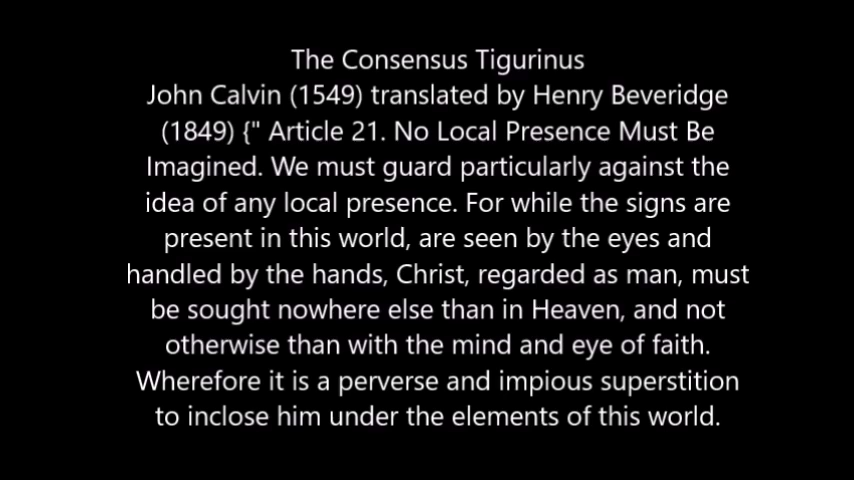 The Consensus Tigurinus
John Calvin (1549) translated by Henry Beveridge
(1849) {" Article 21. No Local Presence Must Be
Imagined. We must guard particularly against the
idea of any local presence. For while the signs are
present in this world, are seen by the eyes and
handled by the hands, Christ, regarded as man, must
be sought nowhere else than in Heaven, and not
otherwise than with the mind and eye of faith.
Wherefore it is a perverse and impious superstition
to inclose him under the elements of this world.